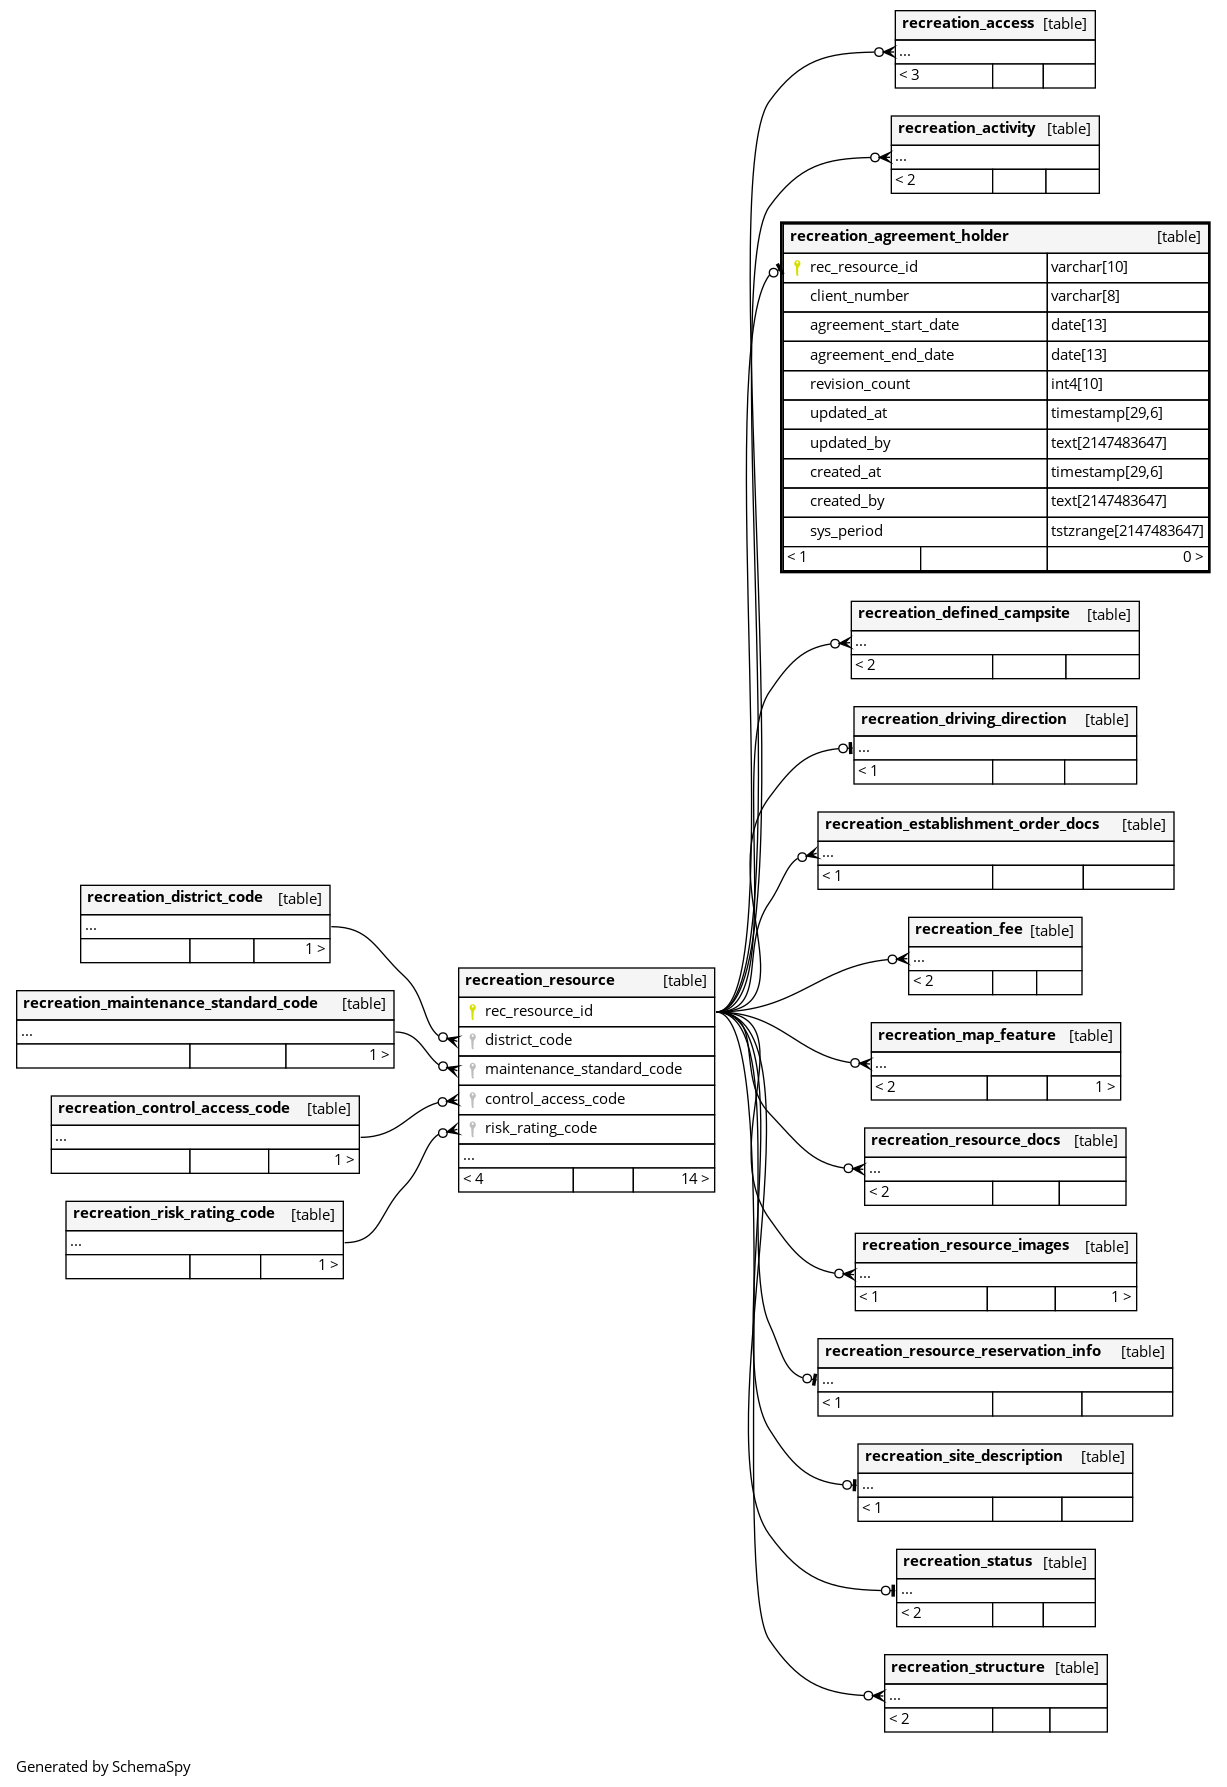 recreation_access [table]
...
< 3
recreation_activity [table]
...
< 2
recreation_agreement_holder [table]
rec_resource_id varchar[10]
client_number varchar[8]
agreement_start_date date[13]
agreement_end_date date[13]
revision_count int4[10]
updated_at timestamp[29,6]
updated_by text[2147483647]
created_at timestamp[29,6]
created_by text[2147483647]
sys_period tstzrange[2147483647]
< 1 0 >
recreation_defined_campsite [table]
...
< 2
recreation_driving_direction [table]
...
< 1
recreation_establishment_order_docs [table]
...
< 1
recreation_district_code [table]
...
1 >
recreation_maintenance_standard_code [table]
...
1 >
recreation_control_access_code [table]
...
1 >
recreation_risk_rating_code [table]
...
1 >
recreation_resource [table]
rec_resource_id
district_code
maintenance_standard_code
control_access_code
risk_rating_code
...
< 4 14 >
recreation_fee [table]
...
< 2
recreation_map_feature [table]
...
< 2 1 >
recreation_resource_docs [table]
...
< 2
recreation_resource_images [table]
...
< 1 1 >
recreation_resource_reservation_info [table]
...
< 1
recreation_site_description [table]
...
< 1
recreation_status [table]
...
< 2
recreation_structure [table]
...
< 2
Generated by SchemaSpy